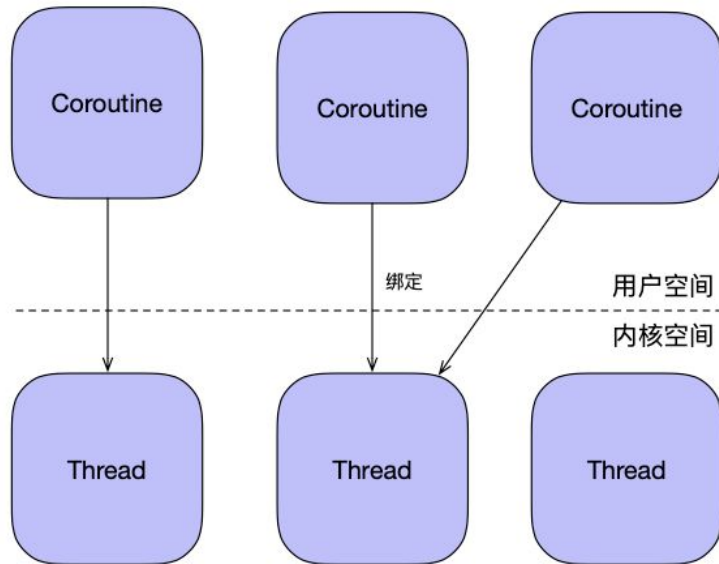 Coroutine
Coroutine
Coroutine
绑定
用户空间
内核空间
Thread
Thread
Thread